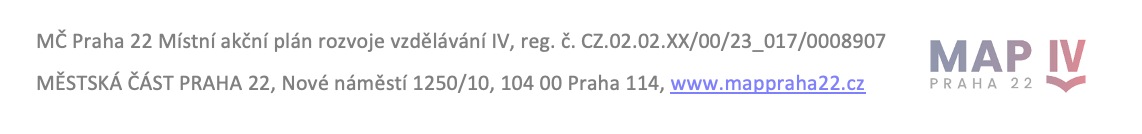 MČ Praha 22 Místní akční plán rozvoje vzdělávání IV, reg. č. CZ.02.02.XX/00/23_017/0008907
MĚSTSKÁ ČÁST PRAHA 22, Nové náměstí 1250/10, 104 00 Praha 114, www.mappraha22.cz
MAP IV
PRAHA 22